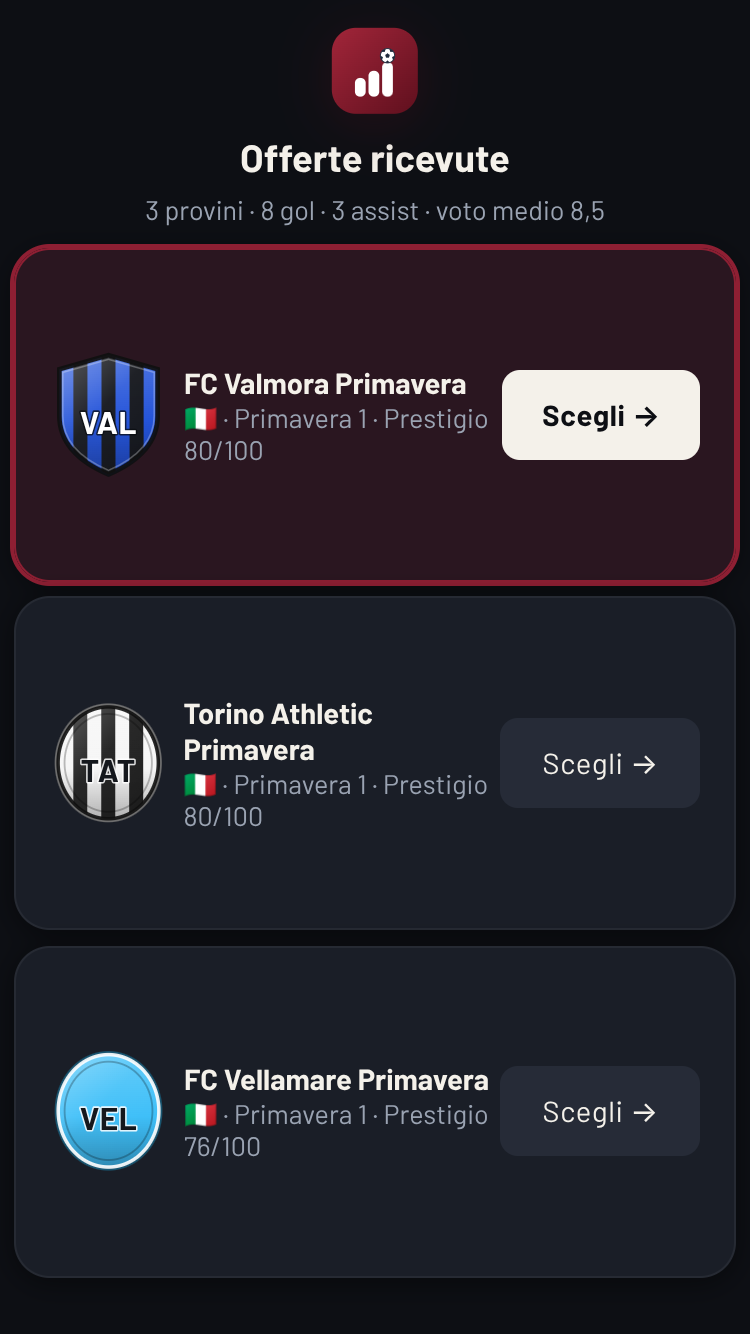 Offerte ricevute
3 provini · 8 gol · 3 assist · voto medio 8,5
VAL
FC Valmora Primavera
🇮🇹 · Primavera 1 · Prestigio
80/100
Scegli →
TAT
Torino Athletic
Primavera
🇮🇹 · Primavera 1 · Prestigio
80/100
Scegli →
VEL
FC Vellamare Primavera
🇮🇹 · Primavera 1 · Prestigio
76/100
Scegli →